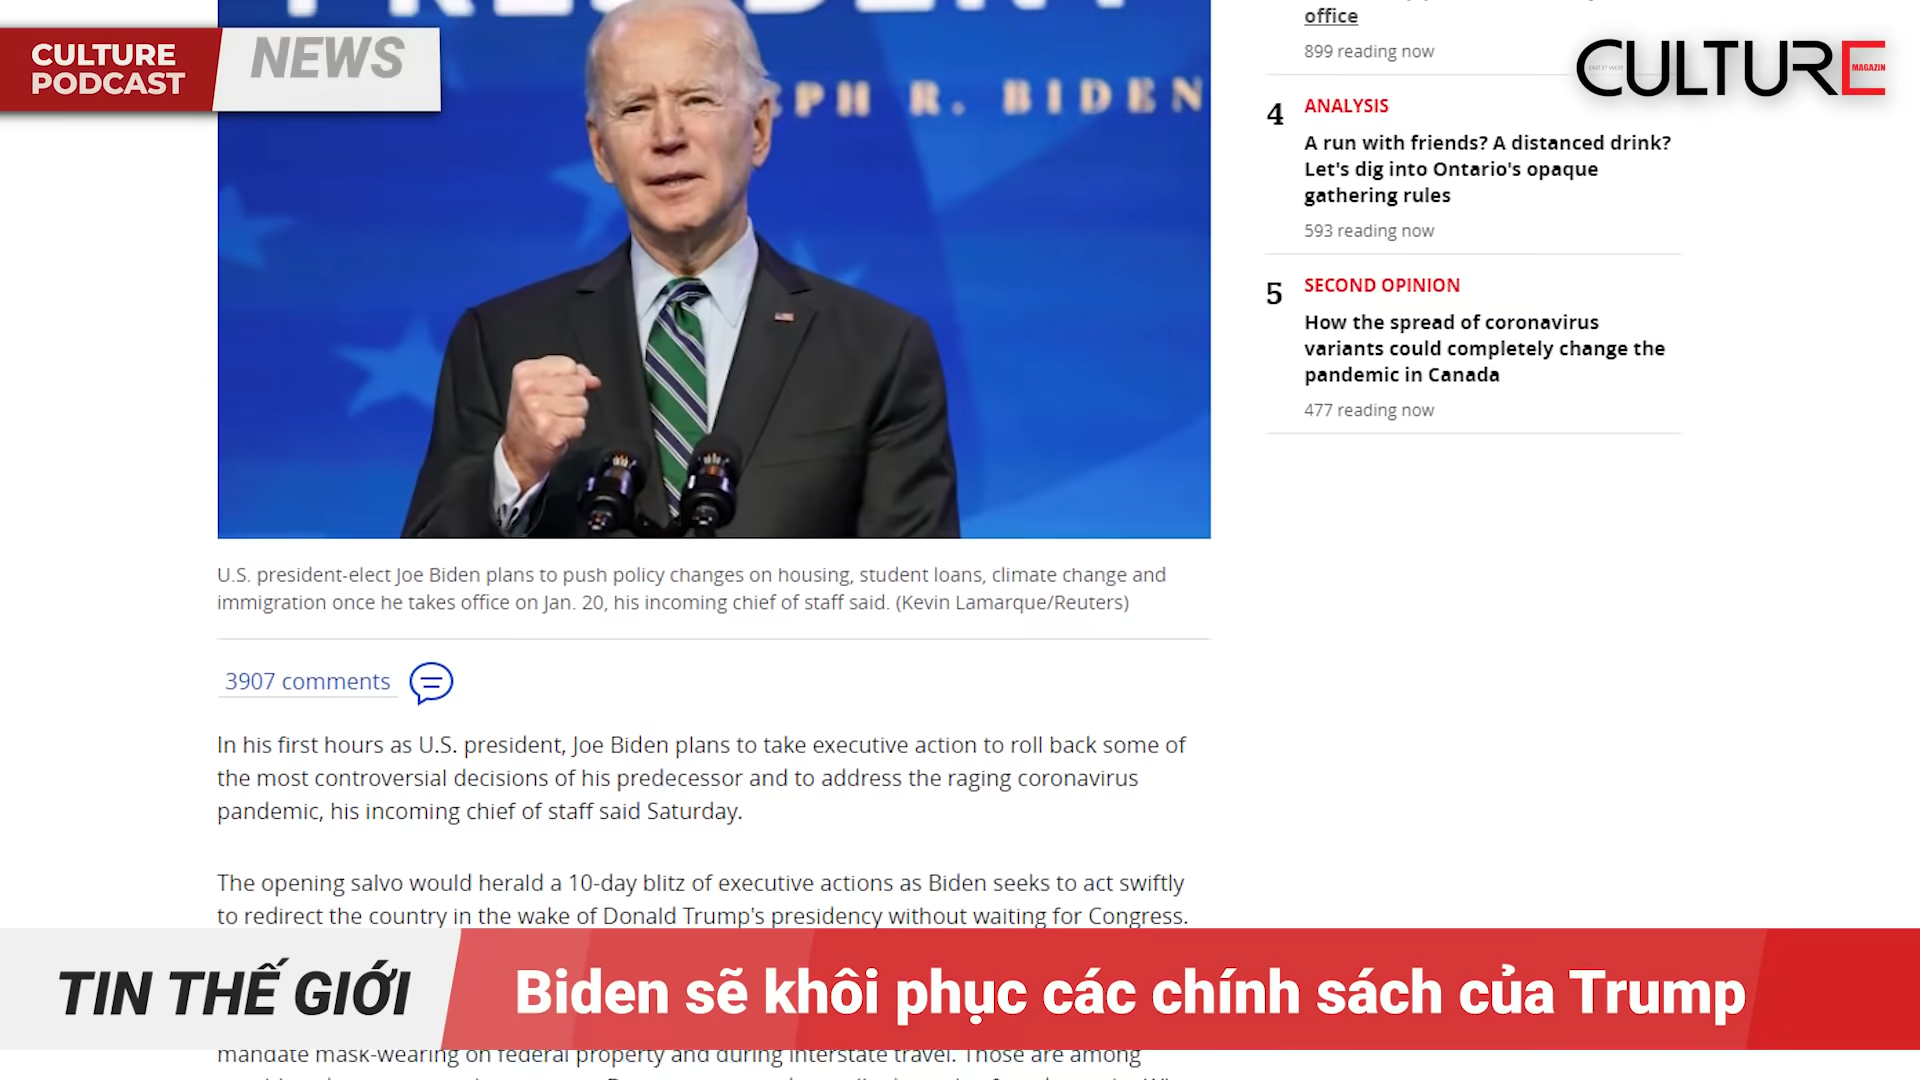 PRESIDENT
CULTURE
PODCAST
NEWS
EPH R. BIDEN
office
899 reading now
CULTURE
MAGAZIN
4
ANALYSIS
A run with friends? A distanced drink?
Let's dig into Ontario's opaque
gathering rules
593 reading now
5
SECOND OPINION
How the spread of coronavirus
variants could completely change the
pandemic in Canada
477 reading now
U.S. president-elect Joe Biden plans to push policy changes on housing, student loans, climate change and
immigration once he takes office on Jan. 20, his incoming chief of staff said. (Kevin Lamarque/Reuters)
3907 comments
In his first hours as U.S. president, Joe Biden plans to take executive action to roll back some of
the most controversial decisions of his predecessor and to address the raging coronavirus
pandemic, his incoming chief of staff said Saturday.
The opening salvo would herald a 10-day blitz of executive actions as Biden seeks to act swiftly
to redirect the country in the wake of Donald Trump's presidency without waiting for Congress.
TIN THẾ GIỚI
Biden sẽ khôi phục các chính sách của Trump
mandate mask-wearing on federal property and during interstate travel. Those are among